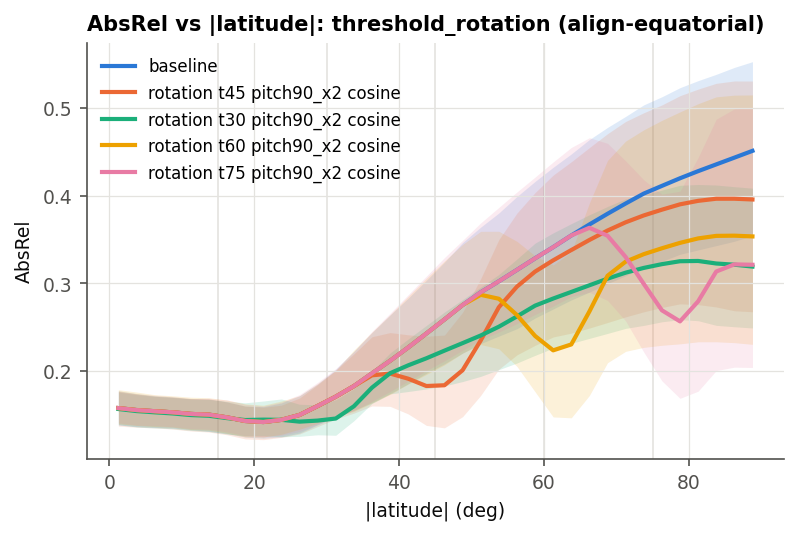 AbsRel vs |latitude|: threshold_rotation (align-equatorial)
baseline
rotation t45 pitch90_x2 cosine
rotation t30 pitch90_x2 cosine
rotation t60 pitch90_x2 cosine
rotation t75 pitch90_x2 cosine
AbsRel
0.5
0.4
0.3
0.2
0 20 40 60 80
|latitude| (deg)